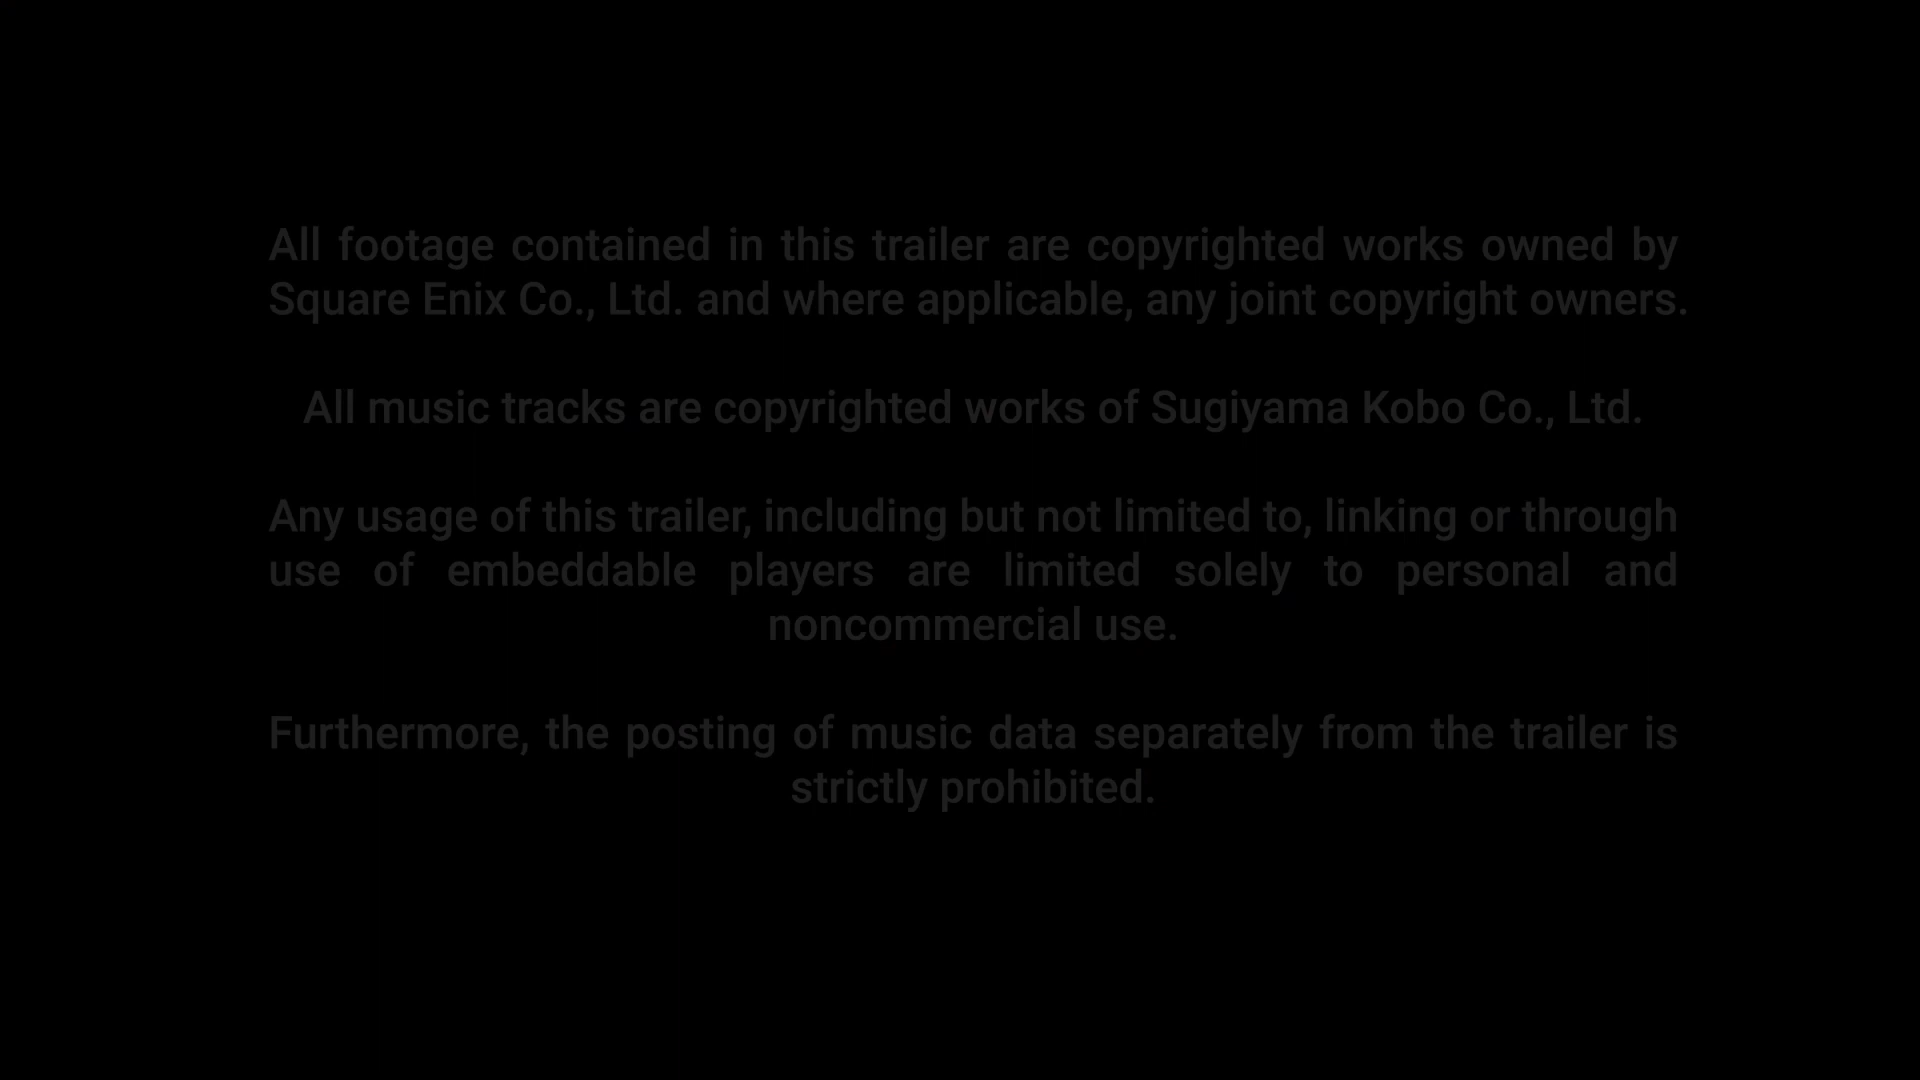 All footage contained in this trailer are copyrighted works owned by
Square Enix Co., Ltd. and where applicable, any joint copyright owners.
All music tracks are copyrighted works of Sugiyama Kobo Co., Ltd.
Any usage of this trailer, including but not limited to, linking or through
use of embeddable players are limited solely to personal and
noncommercial use.
Furthermore, the posting of music data separately from the trailer is
strictly prohibited.